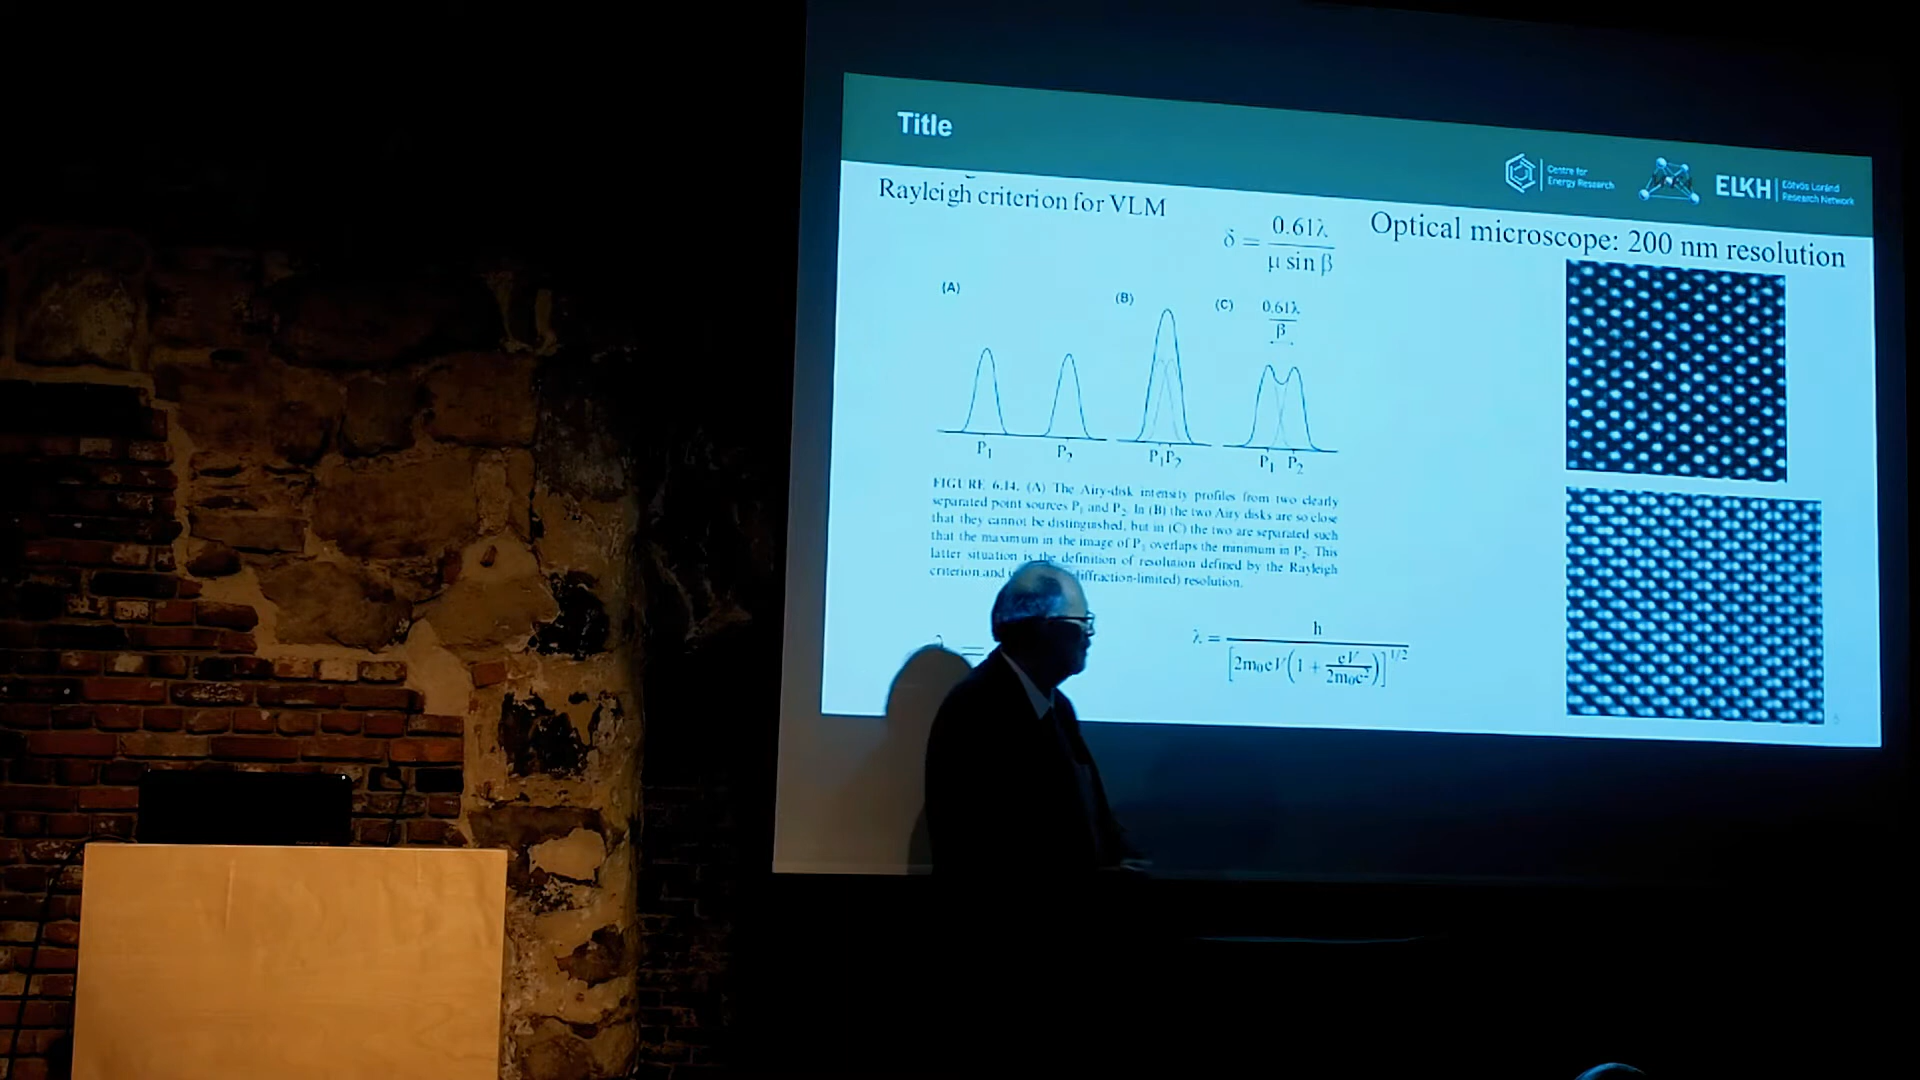 Title
Centre for
Energy Research
ELKH
Eötvös Loránd
Research Network
Rayleigh criterion for VLM
δ = 0.61λ / μ sin β
Optical microscope: 200 nm resolution
(A)
(B)
(C)
0.61λ / β
P₁ P₂
P₁P₂
P₁ P₂
FIGURE 6.14. (A) The Airy-disk intensity profiles from two clearly
separated point sources P₁ and P₂. In (B) the two Airy disks are so close
that they cannot be distinguished, but in (C) the two are separated such
that the maximum in the image of P₁ overlaps the minimum in P₂. This
latter situation is the definition of resolution defined by the Rayleigh
criterion and (diffraction-limited) resolution.
λ =
λ = h / [2m₀eV(1 + eV / 2m₀c²)]^1/2